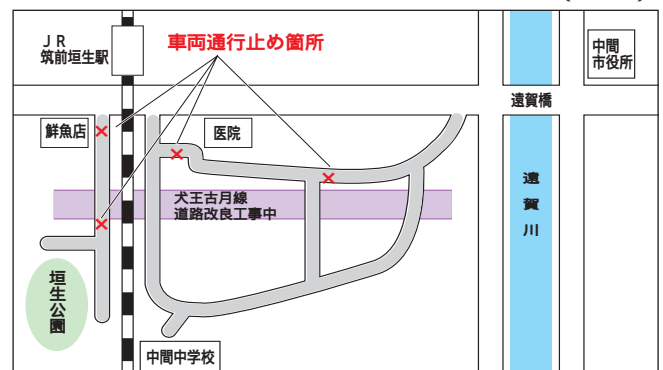 ＪＲ
筑前垣生駅
車両通行止め箇所
中間
市役所
遠賀橋
鮮魚店
医院
犬王古月線
道路改良工事中
遠賀川
垣生公園
中間中学校